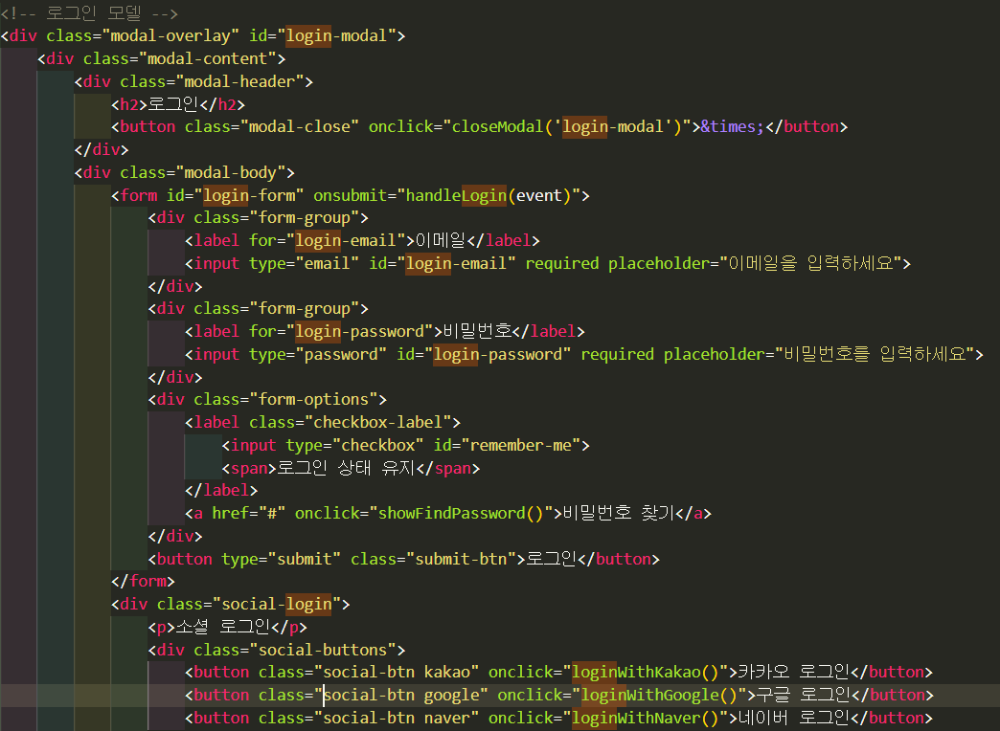 <!-- 로그인 모델 -->
<div class="modal-overlay" id="login-modal">
<div class="modal-content">
<div class="modal-header">
<h2>로그인</h2>
<button class="modal-close" onclick="closeModal('login-modal')">&times;</button>
</div>
<div class="modal-body">
<form id="login-form" onsubmit="handleLogin(event)">
<div class="form-group">
<label for="login-email">이메일</label>
<input type="email" id="login-email" required placeholder="이메일을 입력하세요">
</div>
<div class="form-group">
<label for="login-password">비밀번호</label>
<input type="password" id="login-password" required placeholder="비밀번호를 입력하세요">
</div>
<div class="form-options">
<label class="checkbox-label">
<input type="checkbox" id="remember-me">
<span>로그인 상태 유지</span>
</label>
<a href="#" onclick="showFindPassword()">비밀번호 찾기</a>
</div>
<button type="submit" class="submit-btn">로그인</button>
</form>
<div class="social-login">
<p>소셜 로그인</p>
<div class="social-buttons">
<button class="social-btn kakao" onclick="loginWithKakao()">카카오 로그인</button>
<button class="social-btn google" onclick="loginWithGoogle()">구글 로그인</button>
<button class="social-btn naver" onclick="loginWithNaver()">네이버 로그인</button>